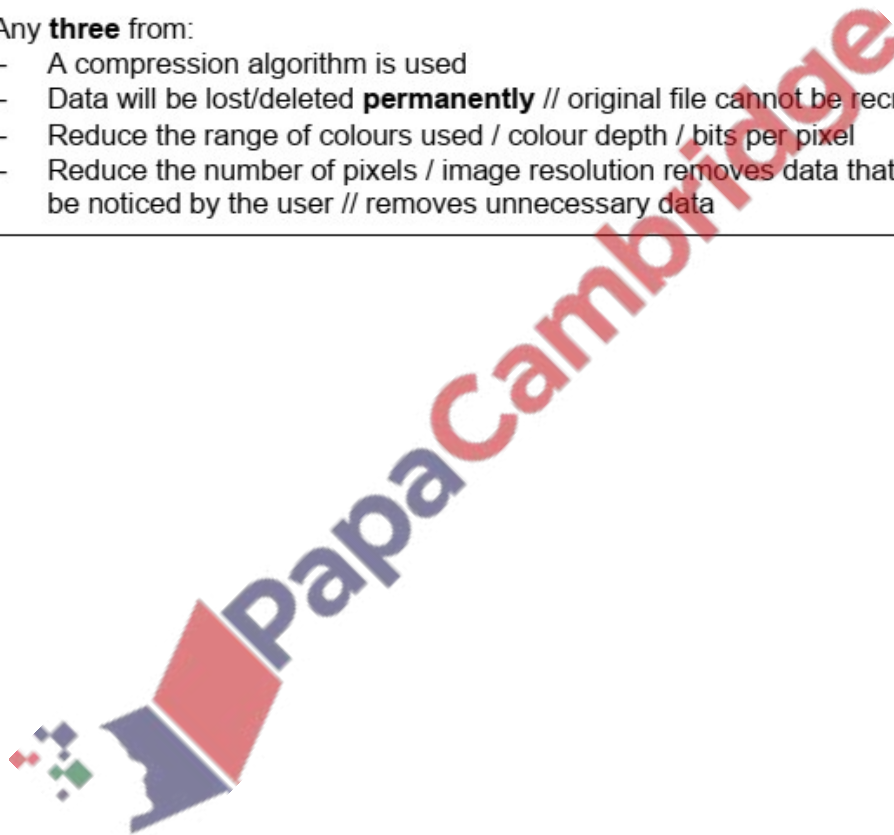 Any three from:
- A compression algorithm is used
- Data will be lost/deleted permanently // original file cannot be
- Reduce the range of colours used / colour depth / bits per pixel
- Reduce the number of pixels / image resolution removes data that
be noticed by the user // removes unnecessary data
PapaCambridge